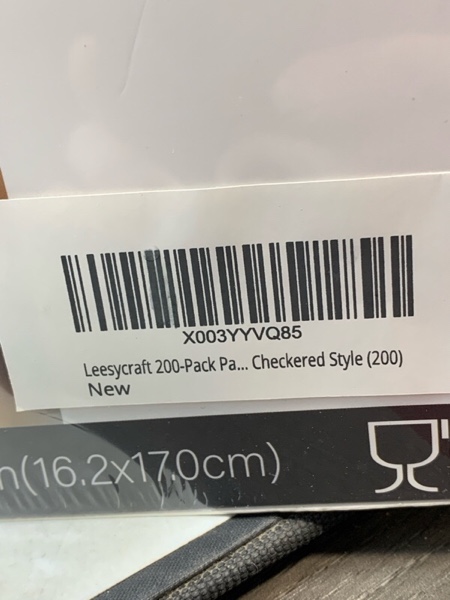 X003YYVQ85
Leesycraft 200-Pack Pa... Checkered Style (200)
New
(16.2x17.0cm)